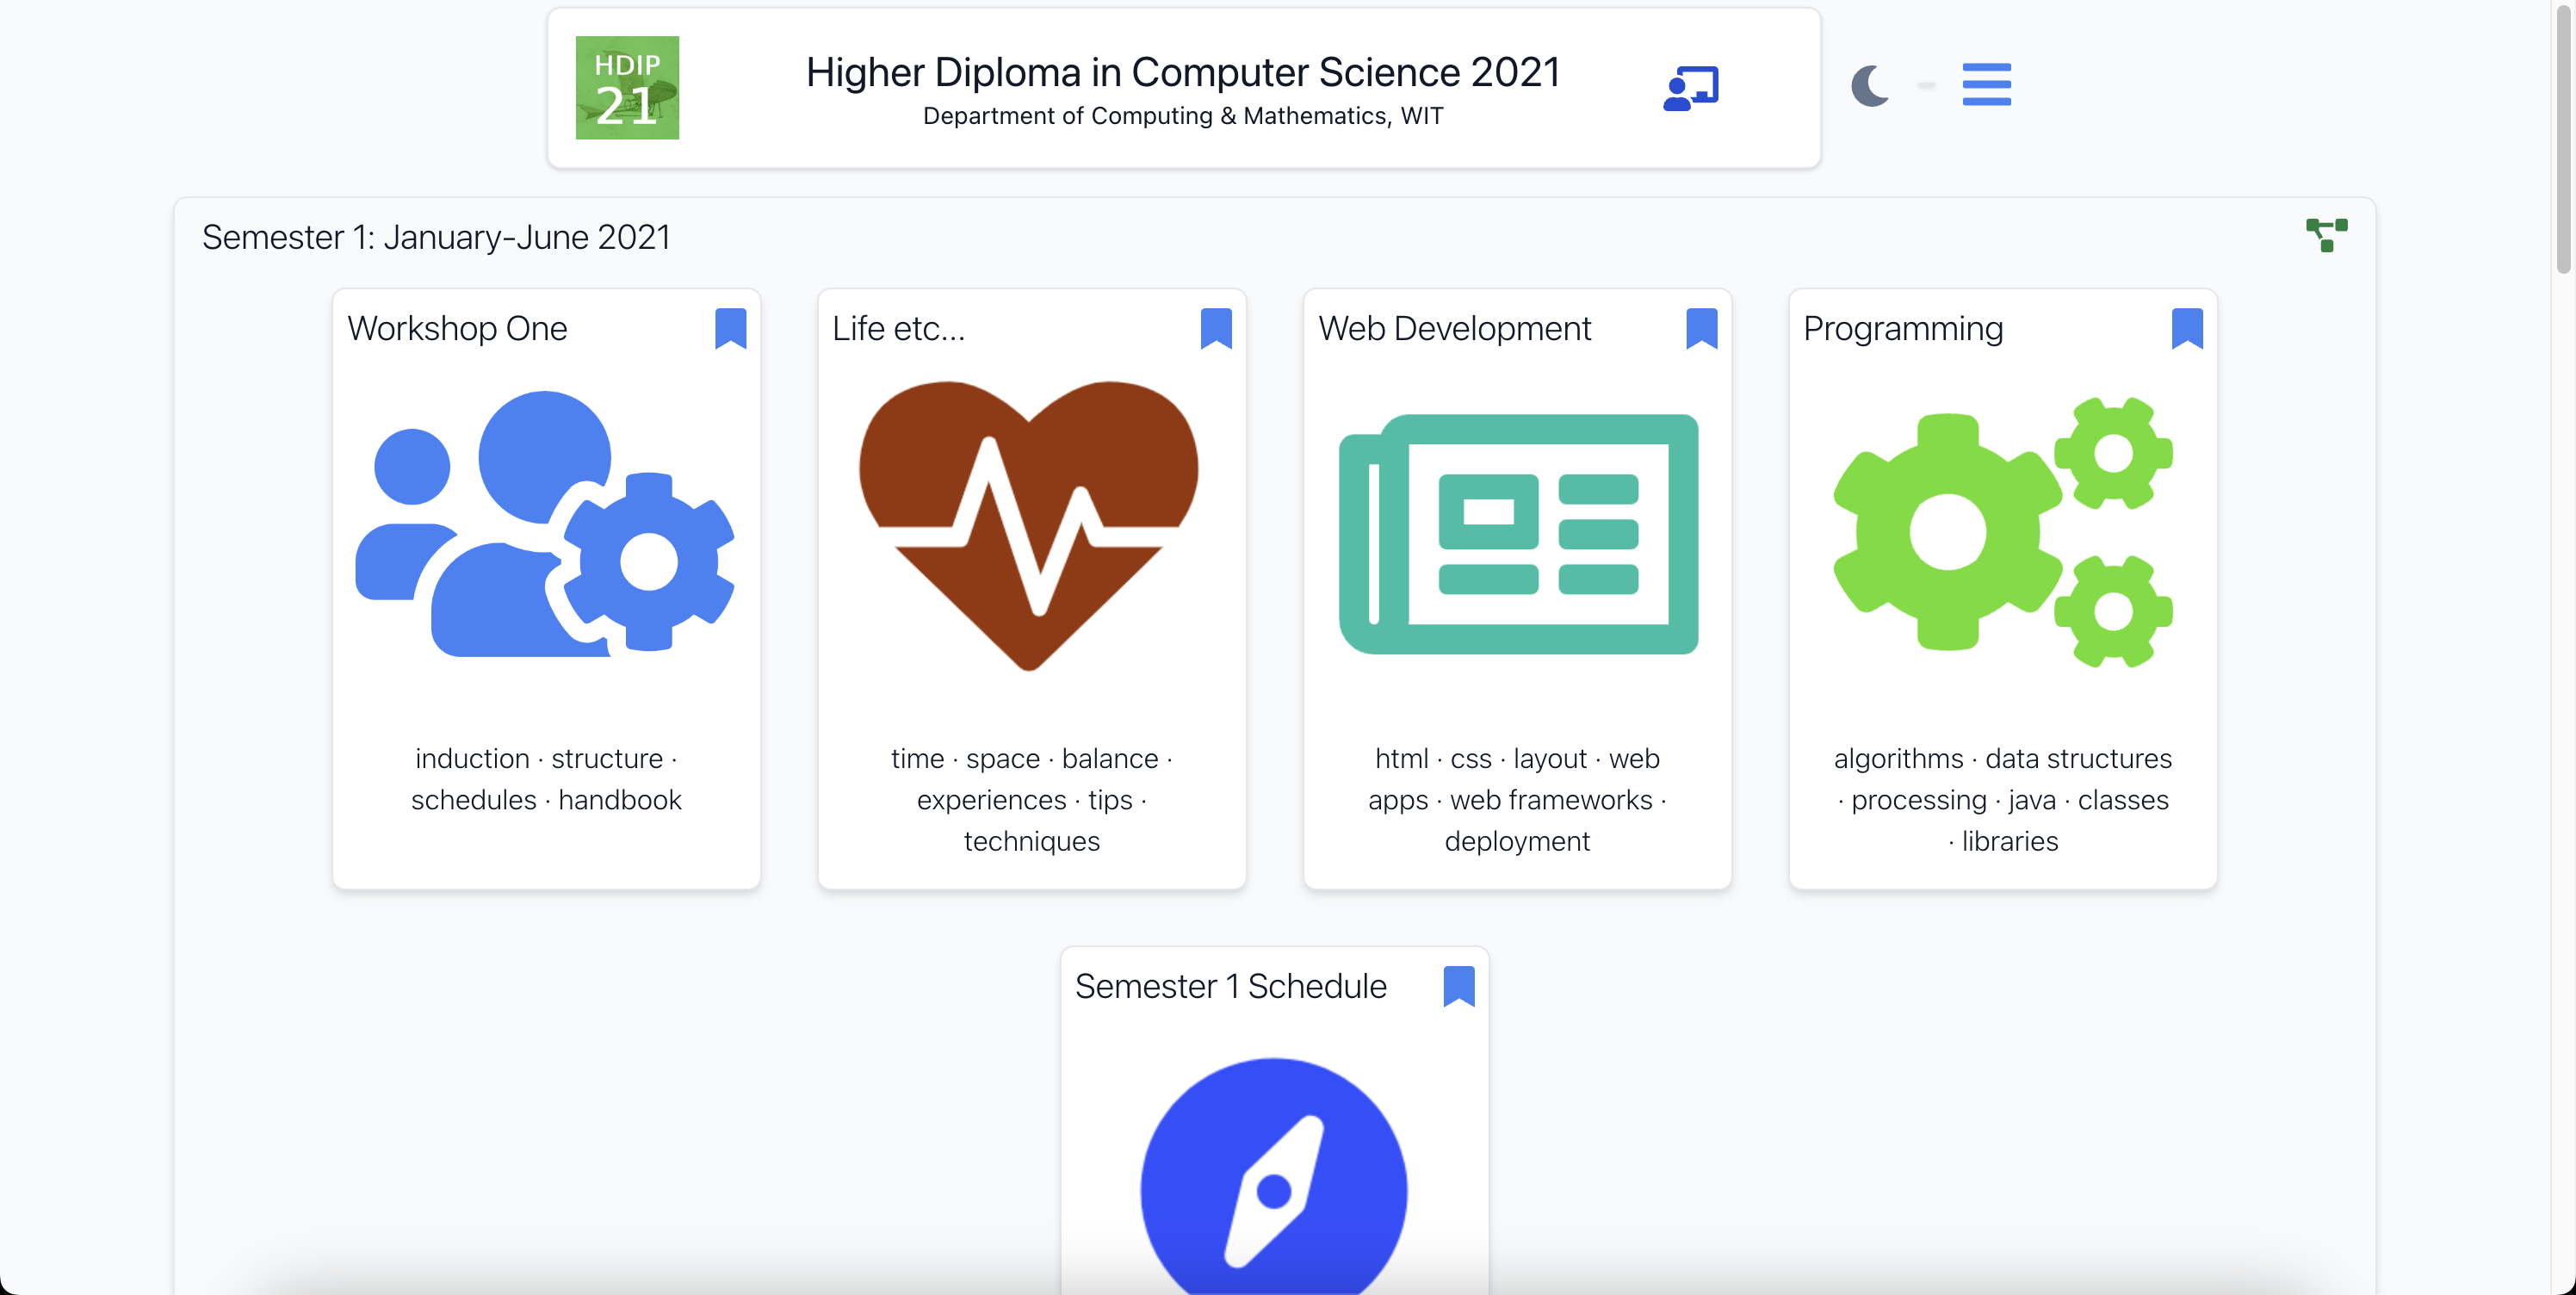 HDIP
21
Higher Diploma in Computer Science 2021
Department of Computing & Mathematics, WIT
Semester 1: January-June 2021
Workshop One
induction · structure ·
schedules · handbook
Life etc...
time · space · balance ·
experiences · tips ·
techniques
Web Development
html · css · layout · web
apps · web frameworks ·
deployment
Programming
algorithms · data structures
· processing · java · classes
· libraries
Semester 1 Schedule